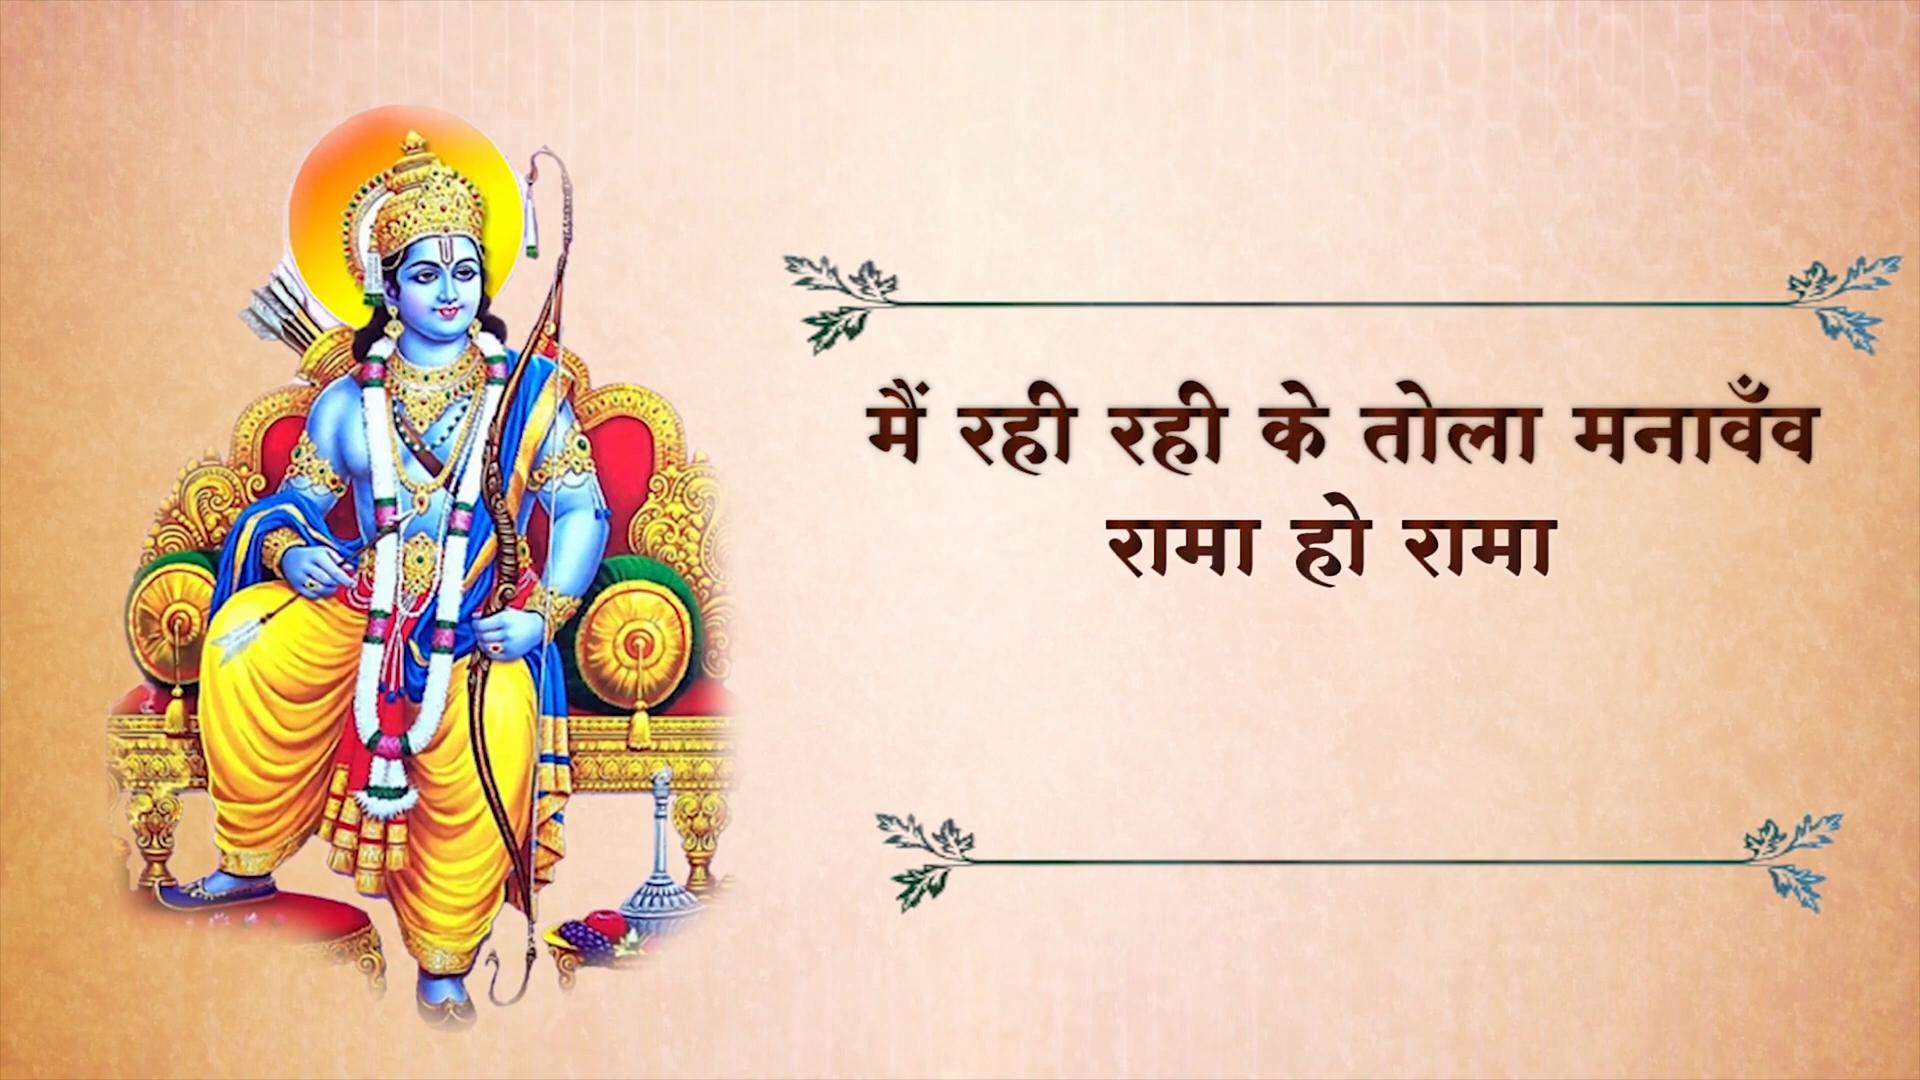 मैं रही रही के तोला मनावँव
रामा हो रामा